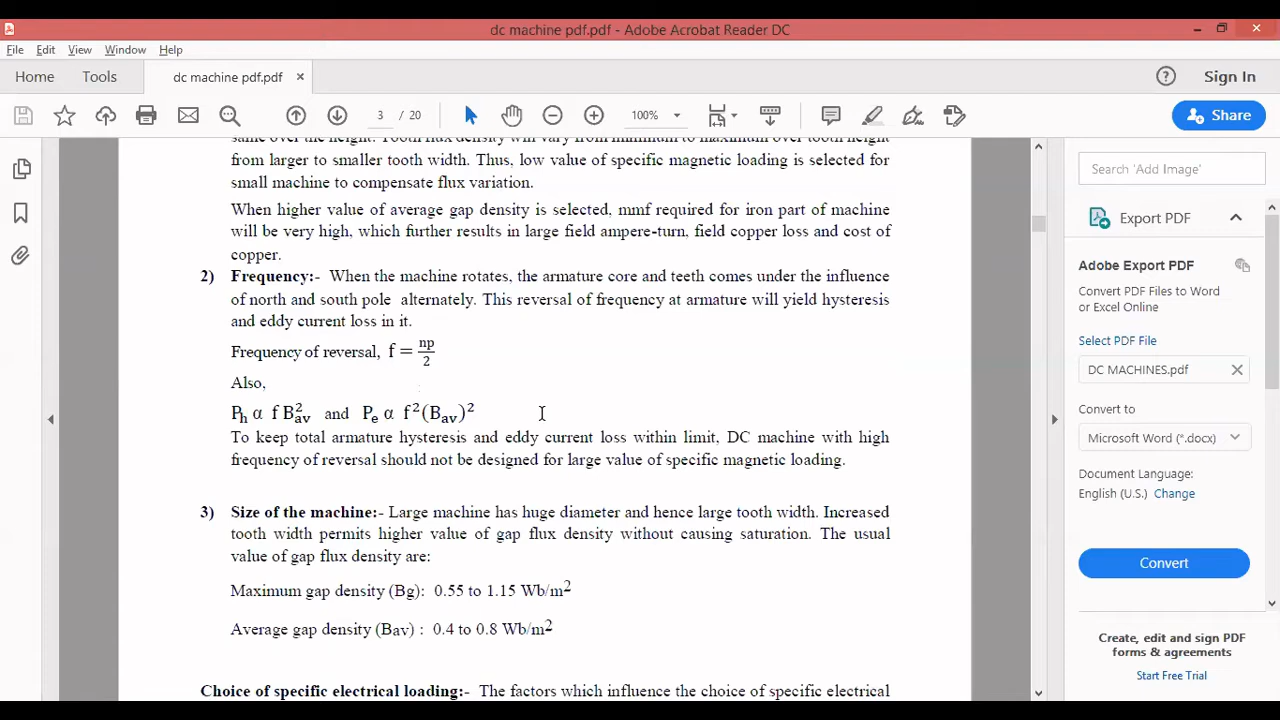 dc machine pdf.pdf - Adobe Acrobat Reader DC
File Edit View Window Help
Home Tools dc machine pdf.pdf × Sign In
3 / 20 100% Share
same over the height. Tooth flux density will vary from minimum to maximum over tooth height
from larger to smaller tooth width. Thus, low value of specific magnetic loading is selected for
small machine to compensate flux variation.
When higher value of average gap density is selected, mmf required for iron part of machine
will be very high, which further results in large field ampere-turn, field copper loss and cost of
copper.
2) Frequency:- When the machine rotates, the armature core and teeth comes under the influence
of north and south pole alternately. This reversal of frequency at armature will yield hysteresis
and eddy current loss in it.
Frequency of reversal, f = np/2
Also,
Pₕ α f B²av and Pₑ α f²(Bav)²
To keep total armature hysteresis and eddy current loss within limit, DC machine with high
frequency of reversal should not be designed for large value of specific magnetic loading.
3) Size of the machine:- Large machine has huge diameter and hence large tooth width. Increased
tooth width permits higher value of gap flux density without causing saturation. The usual
value of gap flux density are:
Maximum gap density (Bg): 0.55 to 1.15 Wb/m²
Average gap density (Bav) : 0.4 to 0.8 Wb/m²
Choice of specific electrical loading:- The factors which influence the choice of specific electrical
Search 'Add Image'
Export PDF
Adobe Export PDF
Convert PDF Files to Word
or Excel Online
Select PDF File
DC MACHINES.pdf
Convert to
Microsoft Word (*.docx)
Document Language:
English (U.S.) Change
Convert
Create, edit and sign PDF
forms & agreements
Start Free Trial